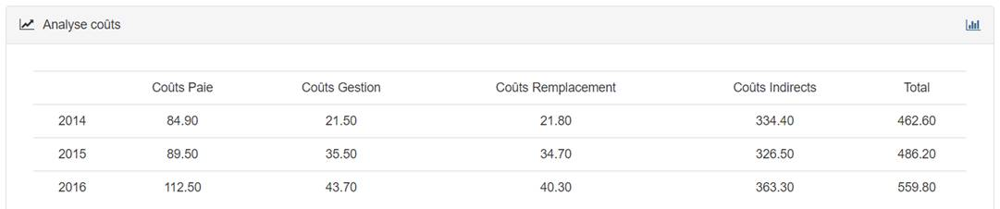 Analyse coûts
Coûts Paie Coûts Gestion Coûts Remplacement Coûts Indirects Total
2014 84.90 21.50 21.80 334.40 462.60
2015 89.50 35.50 34.70 326.50 486.20
2016 112.50 43.70 40.30 363.30 559.80